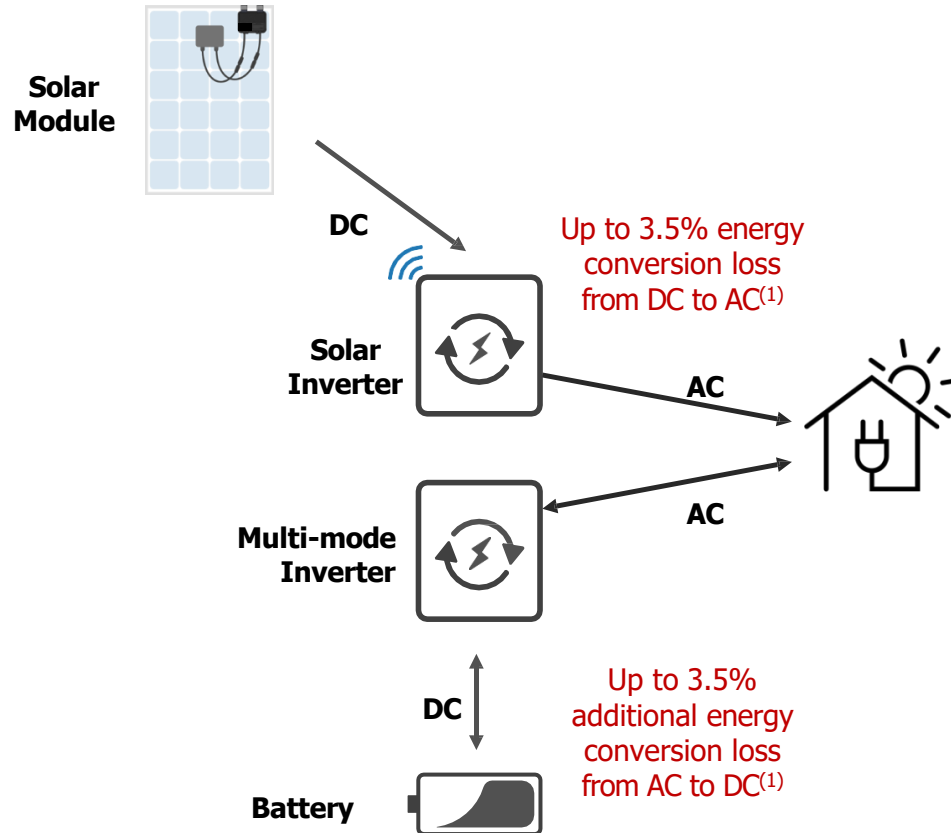 Solar
Module
DC
Up to 3.5% energy
conversion loss
from DC to AC(1)
Solar
Inverter
AC
AC
Multi-mode
Inverter
DC
Up to 3.5%
additional energy
conversion loss
from AC to DC(1)
Battery